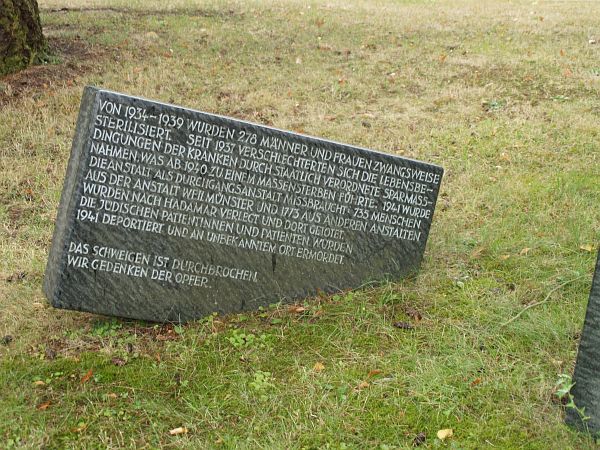 VON 1934–1939 WURDEN 278 MÄNNER UND FRAUEN ZWANGSWEISE
STERILISIERT. SEIT 1937 VERSCHLECHTERTEN SICH DIE LEBENSBE-
DINGUNGEN DER KRANKEN DURCH STAATLICH VERORDNETE SPARMASS-
NAHMEN, WAS AB 1940 ZU EINEM MASSENSTERBEN FÜHRTE. 1941 WURDE
DIE ANSTALT ALS DURCHGANGSANSTALT MISSBRAUCHT: 735 MENSCHEN
AUS DER ANSTALT WEILMÜNSTER UND 1773 AUS ANDEREN ANSTALTEN
WURDEN NACH HADAMAR VERLEGT UND DORT GETÖTET.
DIE JÜDISCHEN PATIENTINNEN UND PATIENTEN WURDEN
1941 DEPORTIERT UND AN UNBEKANNTEM ORT ERMORDET.
DAS SCHWEIGEN IST DURCHBROCHEN.
WIR GEDENKEN DER OPFER.